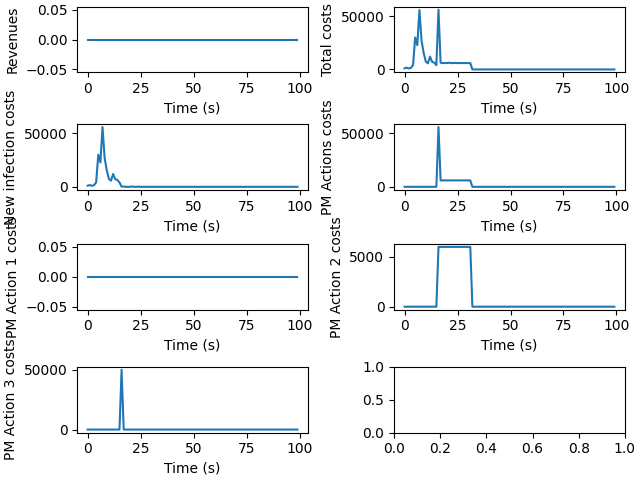 Revenues
0.05
0.00
−0.05
0 25 50 75 100
Time (s)
Total costs
50000
0
0 25 50 75 100
Time (s)
New infection costs
50000
0
0 25 50 75 100
Time (s)
PM Actions costs
50000
0
0 25 50 75 100
Time (s)
PM Action 1 costs
0.05
0.00
−0.05
0 25 50 75 100
Time (s)
PM Action 2 costs
5000
0
0 25 50 75 100
Time (s)
PM Action 3 costs
50000
0
0 25 50 75 100
Time (s)
1.0
0.5
0.0
0.0 0.2 0.4 0.6 0.8 1.0